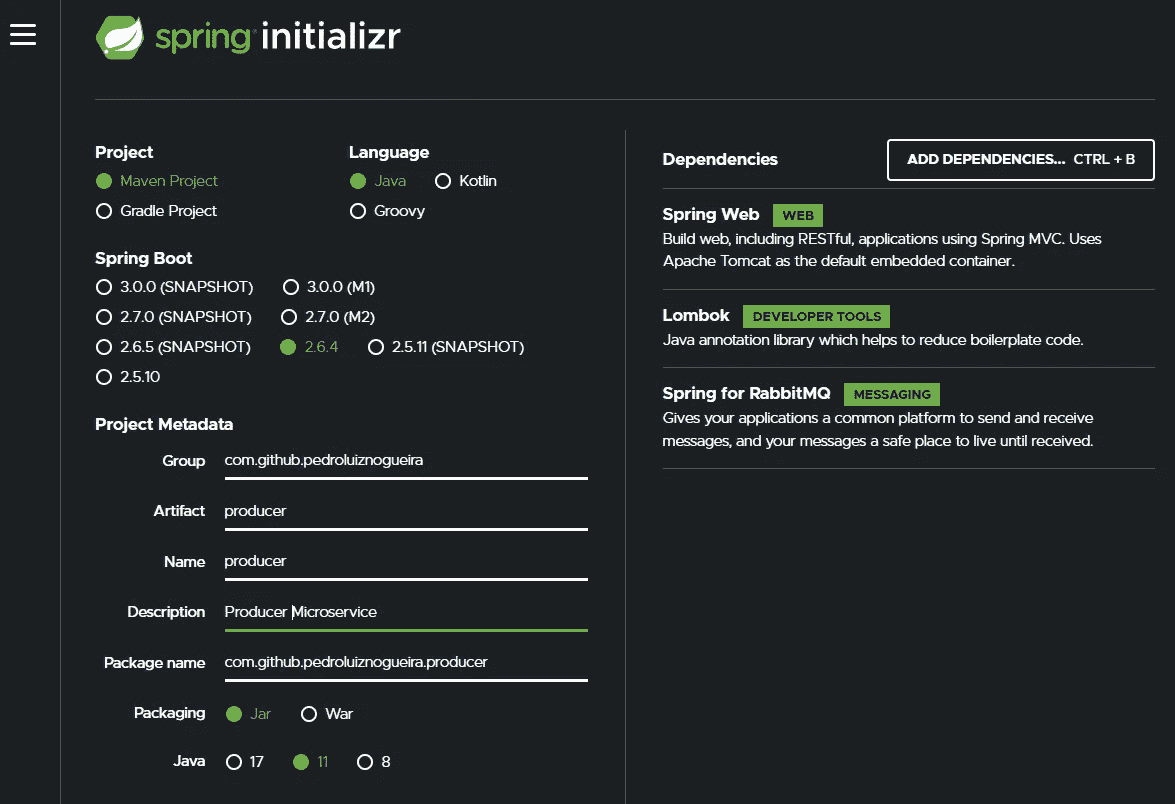 spring initializr
Project
Maven Project
Gradle Project
Language
Java Kotlin
Groovy
Spring Boot
3.0.0 (SNAPSHOT) 3.0.0 (M1)
2.7.0 (SNAPSHOT) 2.7.0 (M2)
2.6.5 (SNAPSHOT) 2.6.4 2.5.11 (SNAPSHOT)
2.5.10
Project Metadata
Group com.github.pedroluiznogueira
Artifact producer
Name producer
Description Producer Microservice
Package name com.github.pedroluiznogueira.producer
Packaging Jar War
Java 17 11 8
Dependencies
ADD DEPENDENCIES... CTRL + B
Spring Web WEB
Build web, including RESTful, applications using Spring MVC. Uses
Apache Tomcat as the default embedded container.
Lombok DEVELOPER TOOLS
Java annotation library which helps to reduce boilerplate code.
Spring for RabbitMQ MESSAGING
Gives your applications a common platform to send and receive
messages, and your messages a safe place to live until received.